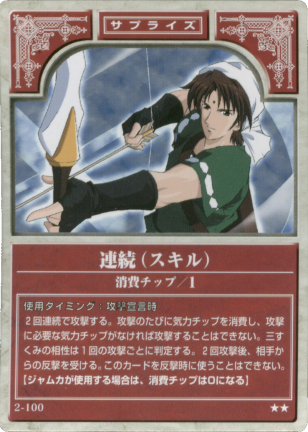 サプライズ
連続(スキル)
消費チップ/1
使用タイミング:攻撃宣言時
2回連続で攻撃する。攻撃のたびに気力チップを消費し、攻撃
に必要な気力チップがなければ攻撃することはできない。三す
くみの相性は1回の攻撃ごとに判定する。2回攻撃後、相手か
らの反撃を受ける。このカードを反撃時に使うことはできない。
【ジャムカが使用する場合は、消費チップは0になる】
2-100
★★